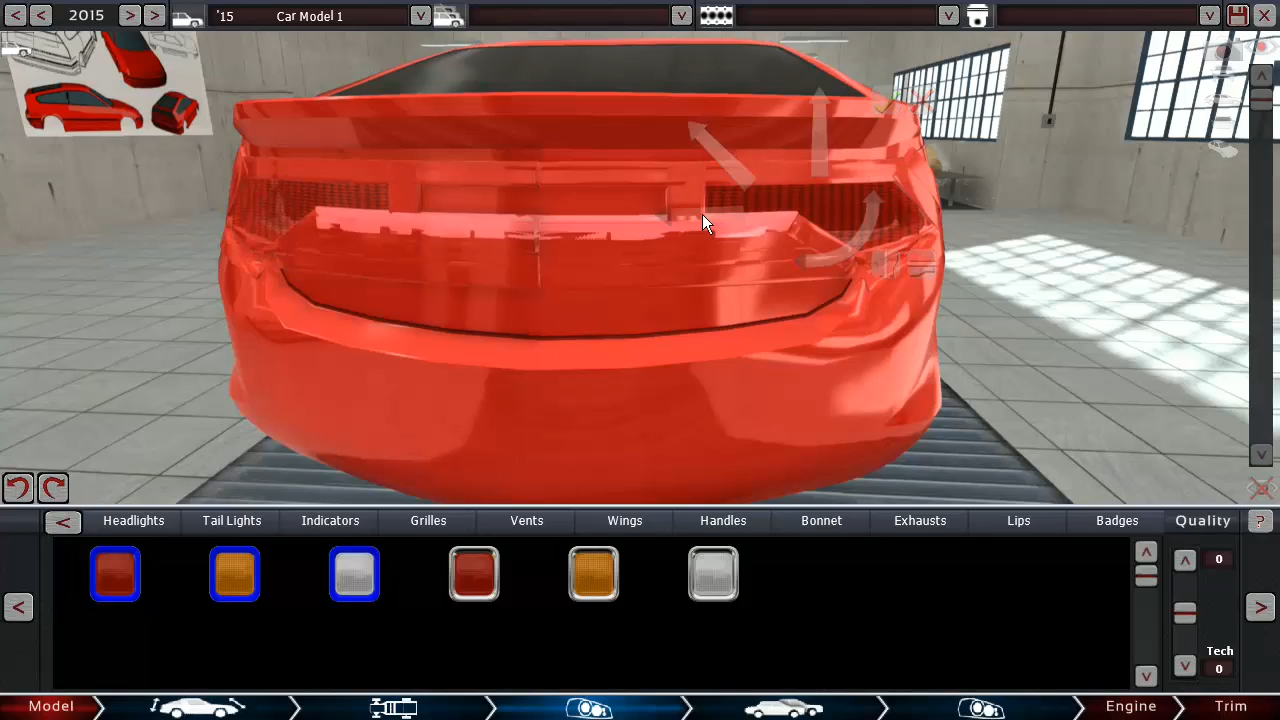 2015
'15 Car Model 1
Headlights Tail Lights Indicators Grilles Vents Wings Handles Bonnet Exhausts Lips Badges Quality ?
0
Tech
0
Model Engine Trim